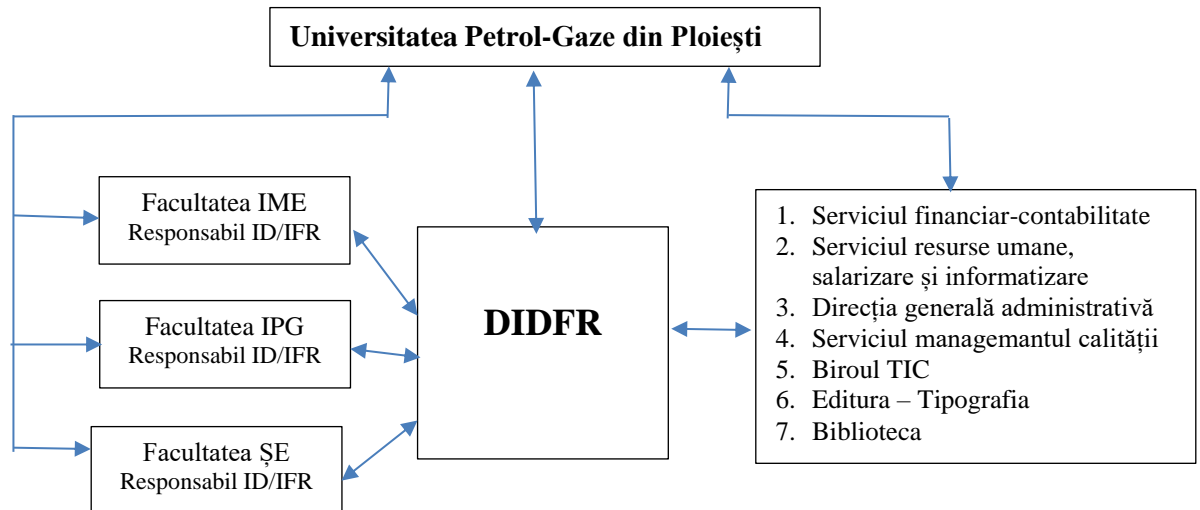 Universitatea Petrol-Gaze din Ploiești
Facultatea IME
Responsabil ID/IFR
Facultatea IPG
Responsabil ID/IFR
Facultatea ȘE
Responsabil ID/IFR
DIDFR
1. Serviciul financiar-contabilitate
2. Serviciul resurse umane,
salarizare și informatizare
3. Direcția generală administrativă
4. Serviciul managemantul calității
5. Biroul TIC
6. Editura – Tipografia
7. Biblioteca